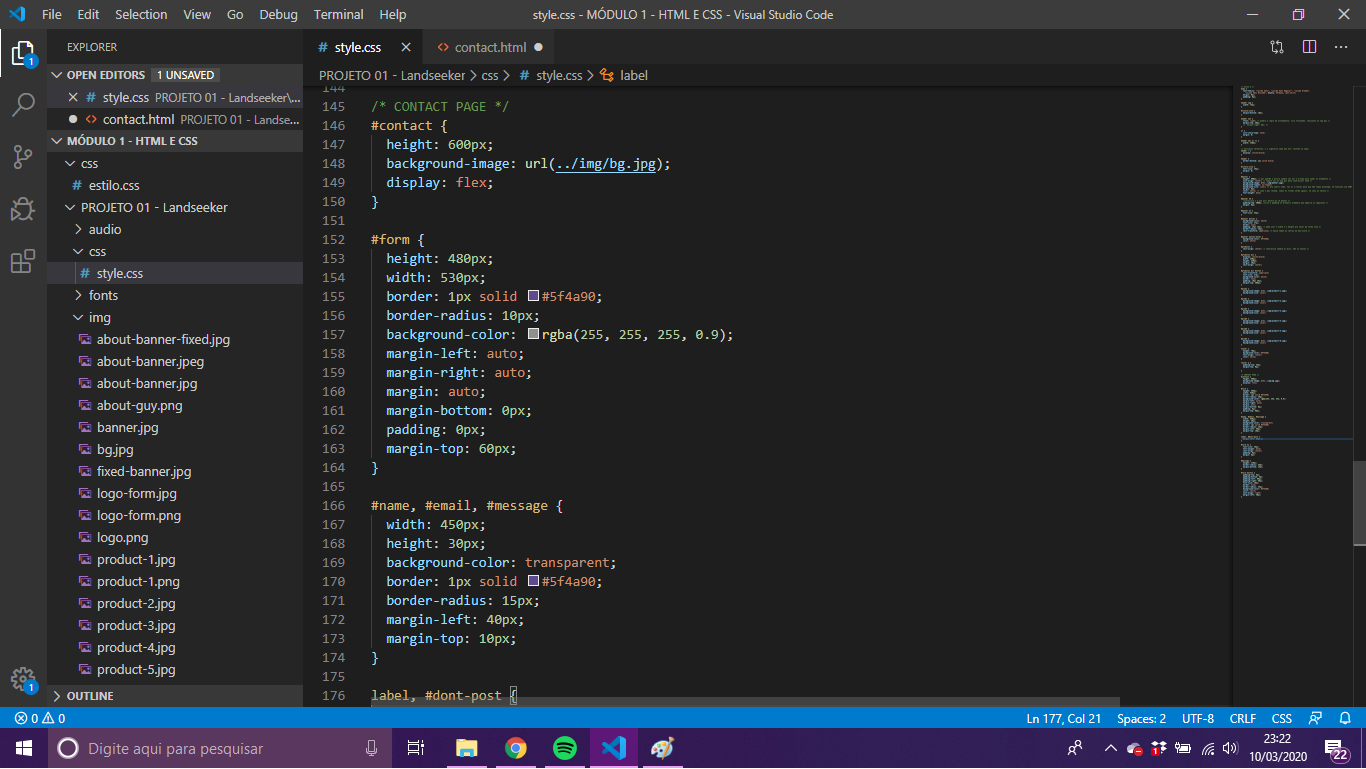 File Edit Selection View Go Debug Terminal Help
style.css - MÓDULO 1 - HTML E CSS - Visual Studio Code
EXPLORER
OPEN EDITORS 1 UNSAVED
style.css PROJETO 01 - Landseeker\...
contact.html PROJETO 01 - Landse...
MÓDULO 1 - HTML E CSS
css
# estilo.css
PROJETO 01 - Landseeker
audio
css
# style.css
fonts
img
about-banner-fixed.jpg
about-banner.jpeg
about-banner.jpg
about-guy.png
banner.jpg
bg.jpg
fixed-banner.jpg
logo-form.jpg
logo-form.png
logo.png
product-1.jpg
product-1.png
product-2.jpg
product-3.jpg
product-4.jpg
product-5.jpg
OUTLINE
1
1
# style.css
<> contact.html
PROJETO 01 - Landseeker > css > # style.css > label
144
145 /* CONTACT PAGE */
146 #contact {
147 height: 600px;
148 background-image: url(../img/bg.jpg);
149 display: flex;
150 }
151
152 #form {
153 height: 480px;
154 width: 530px;
155 border: 1px solid #5f4a90;
156 border-radius: 10px;
157 background-color: rgba(255, 255, 255, 0.9);
158 margin-left: auto;
159 margin-right: auto;
160 margin: auto;
161 margin-bottom: 0px;
162 padding: 0px;
163 margin-top: 60px;
164 }
165
166 #name, #email, #message {
167 width: 450px;
168 height: 30px;
169 background-color: transparent;
170 border: 1px solid #5f4a90;
171 border-radius: 15px;
172 margin-left: 40px;
173 margin-top: 10px;
174 }
175
176 label, #dont-post {
0 0
Ln 177, Col 21 Spaces: 2 UTF-8 CRLF CSS
Digite aqui para pesquisar
23:22
10/03/2020
22